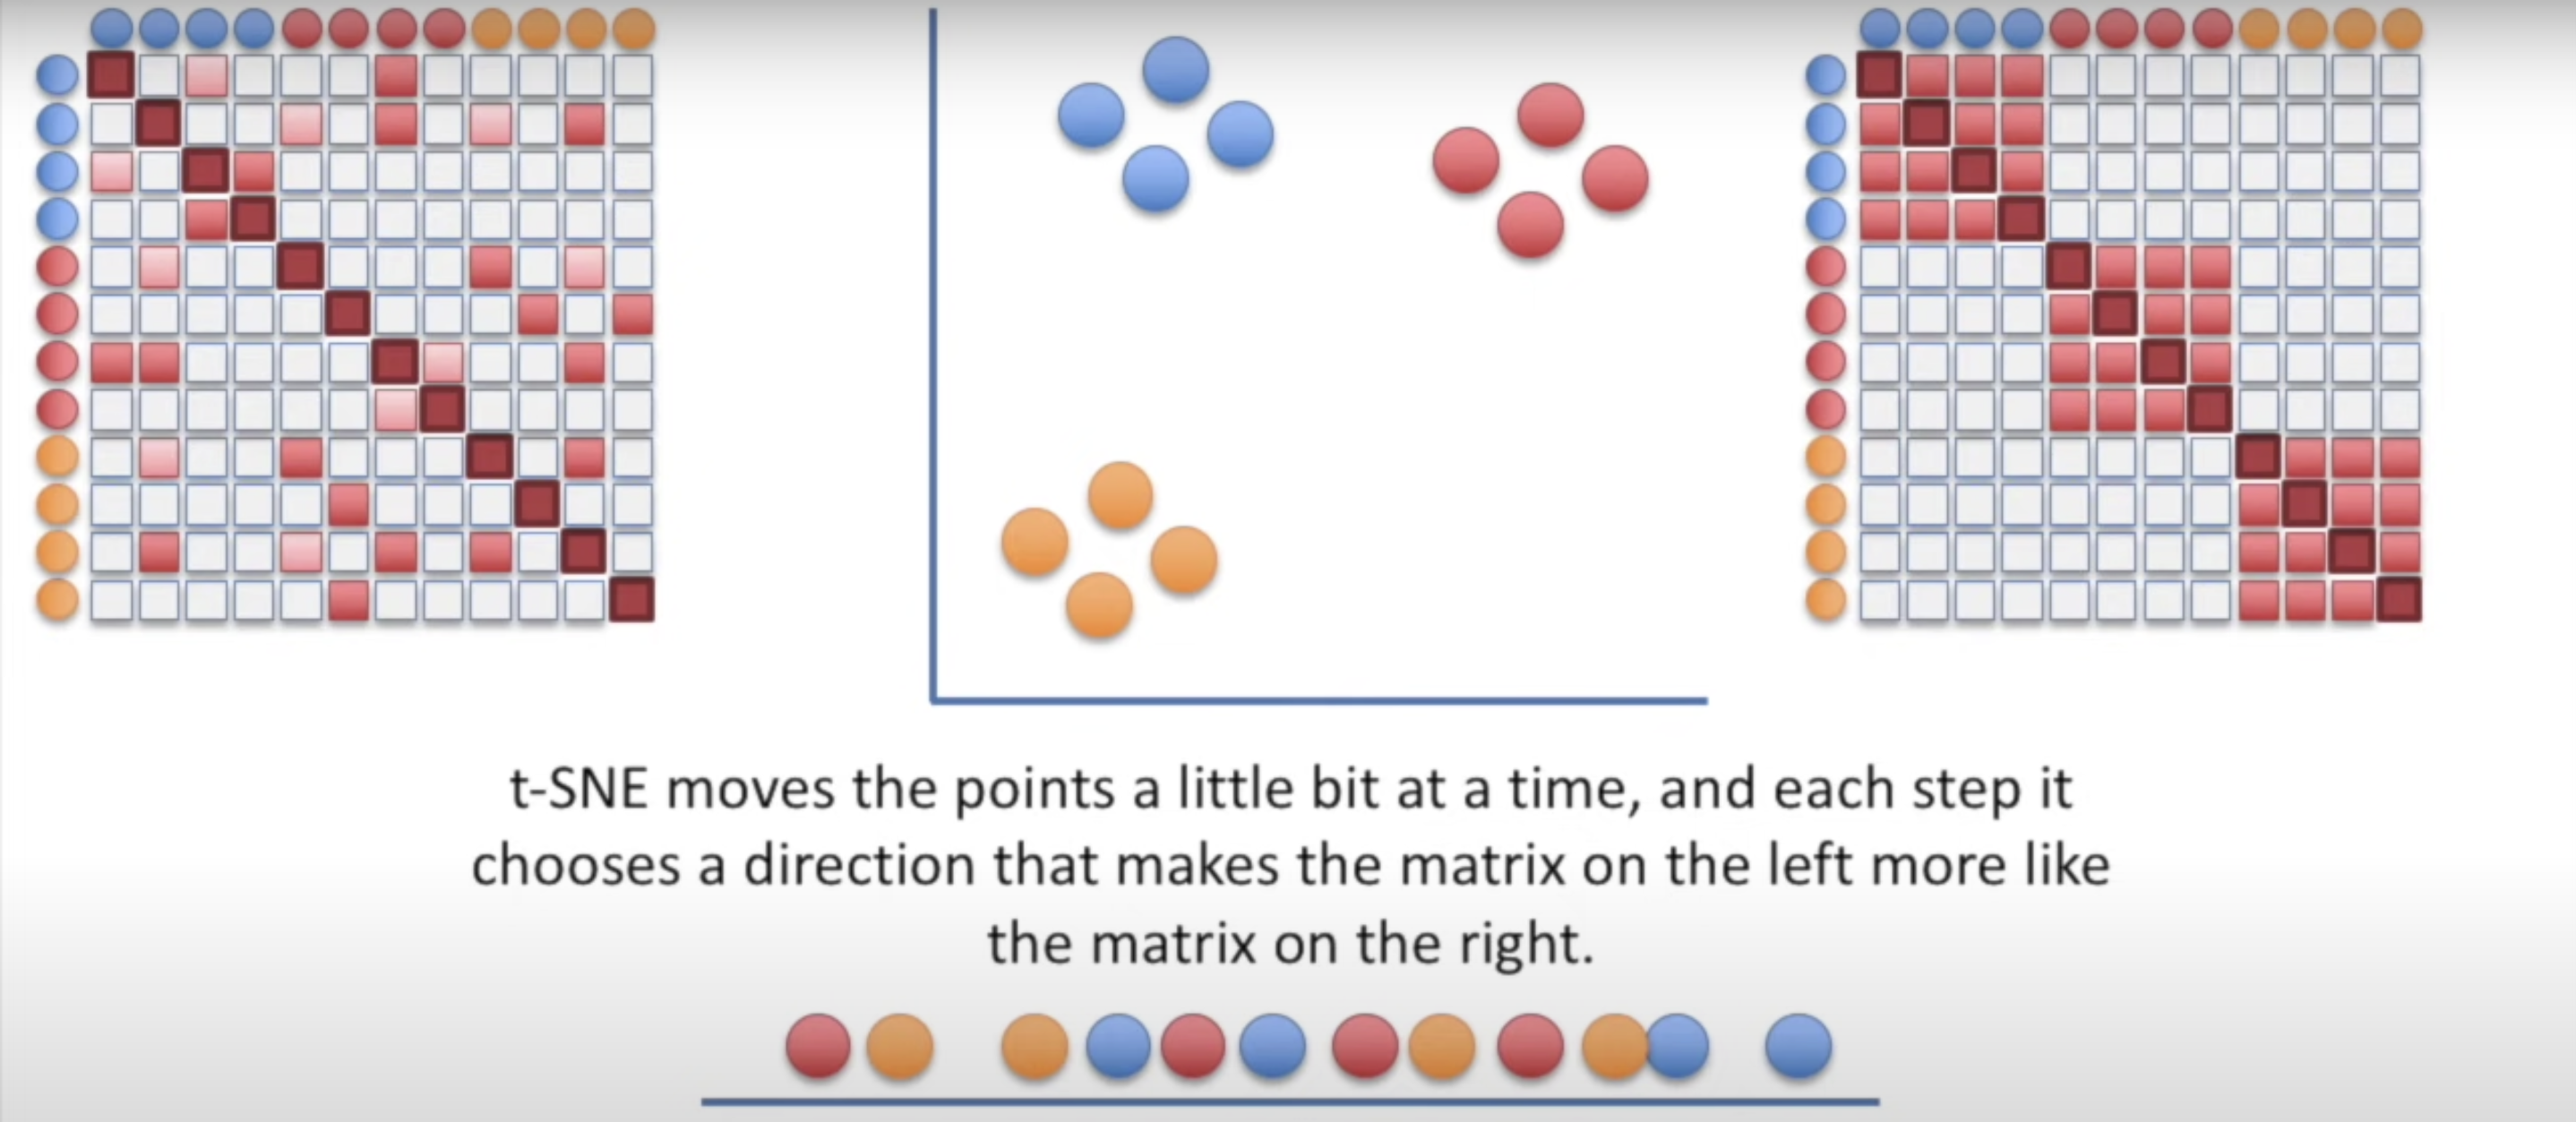 t-SNE moves the points a little bit at a time, and each step it
chooses a direction that makes the matrix on the left more like
the matrix on the right.